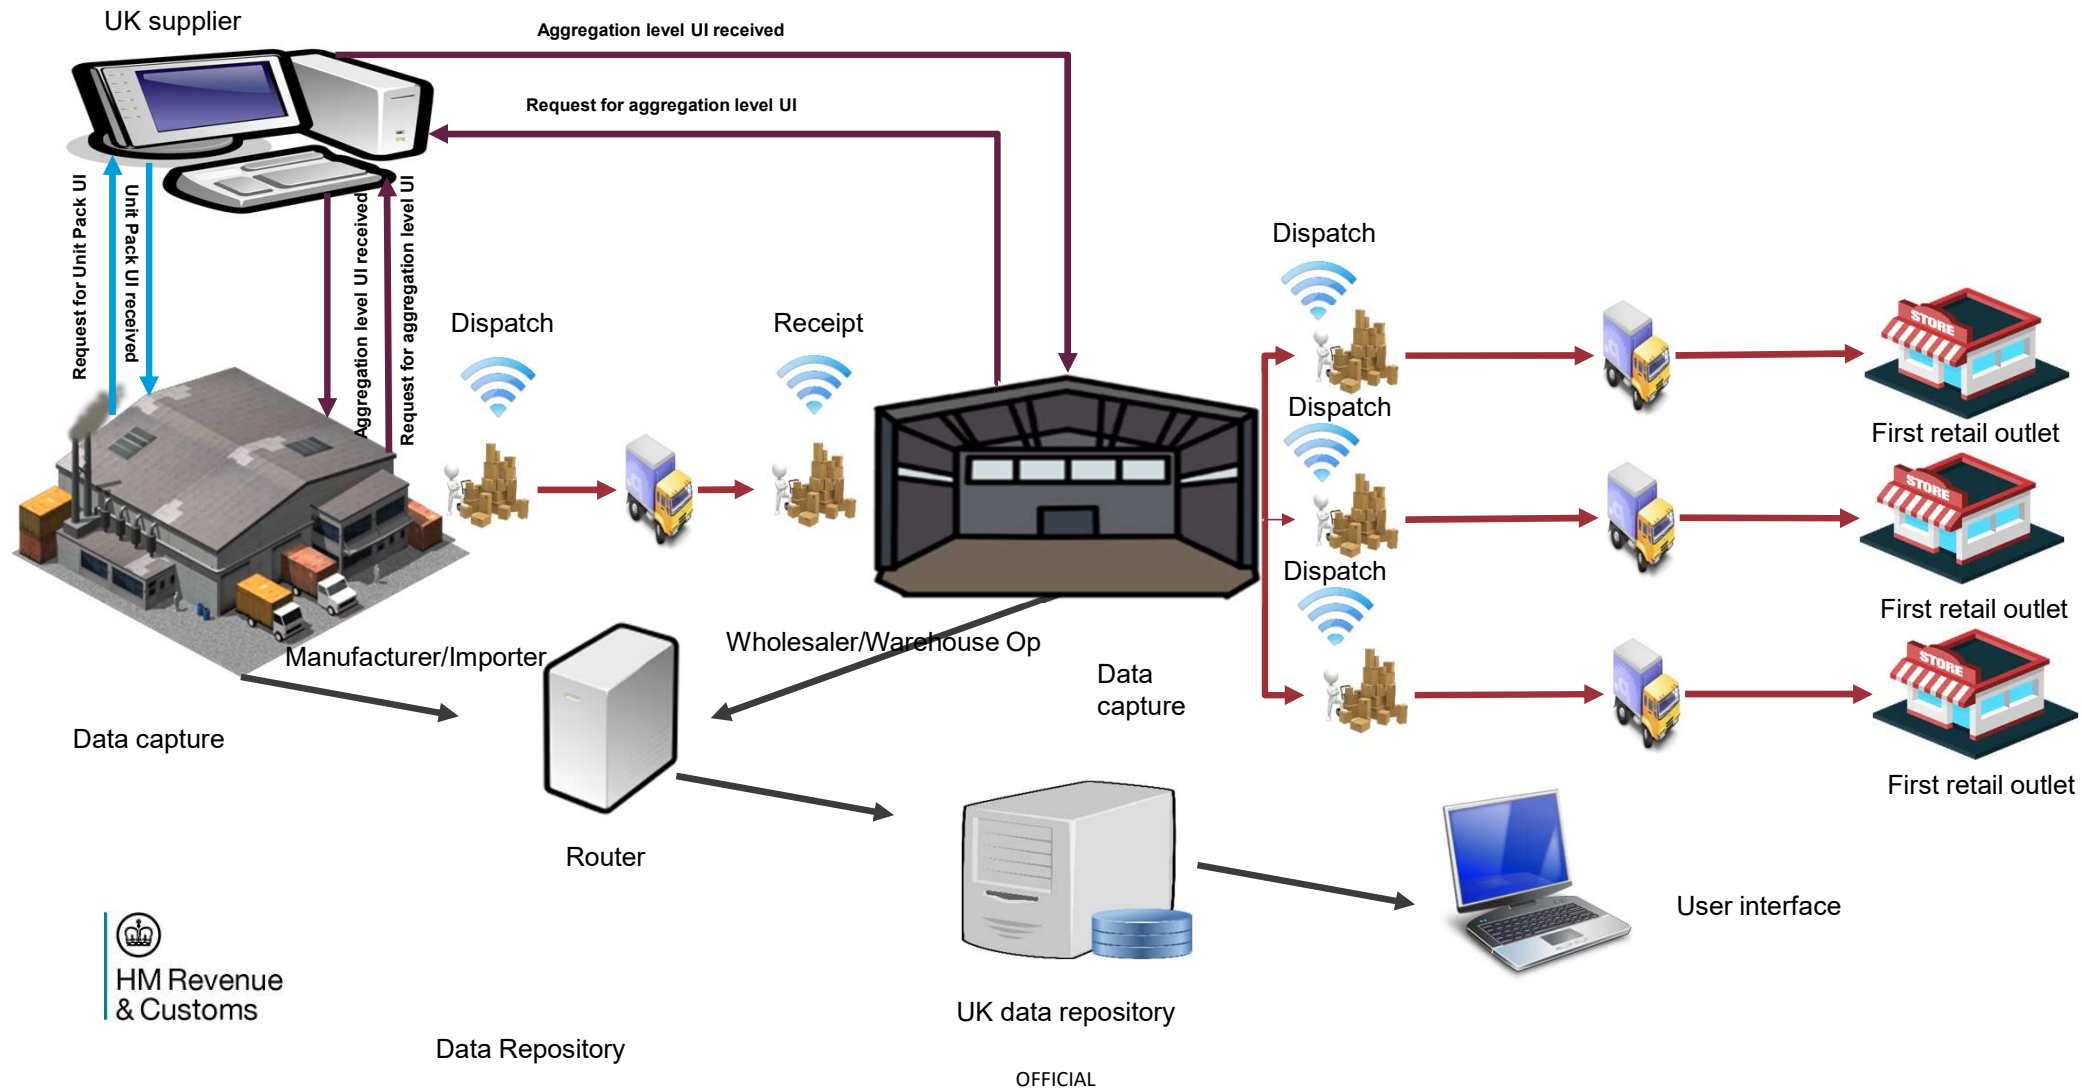 UK supplier
Aggregation level UI received
Request for aggregation level UI
Request for Unit Pack UI
Unit Pack UI received
Aggregation level UI received
Request for aggregation level UI
Dispatch
Receipt
Dispatch
STORE
First retail outlet
Dispatch
STORE
First retail outlet
Dispatch
STORE
First retail outlet
Manufacturer/Importer
Wholesaler/Warehouse Op
Data
capture
Data capture
Router
User interface
HM Revenue
& Customs
UK data repository
Data Repository
OFFICIAL